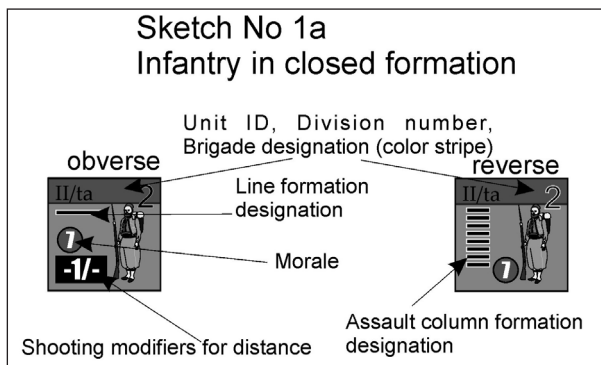 Sketch No 1a
Infantry in closed formation
Unit ID, Division number,
Brigade designation (color stripe)
obverse
reverse
II/ta 2
Line formation
designation
7
Morale
-1/-
Shooting modifiers for distance
II/ta 2
7
Assault column formation
designation